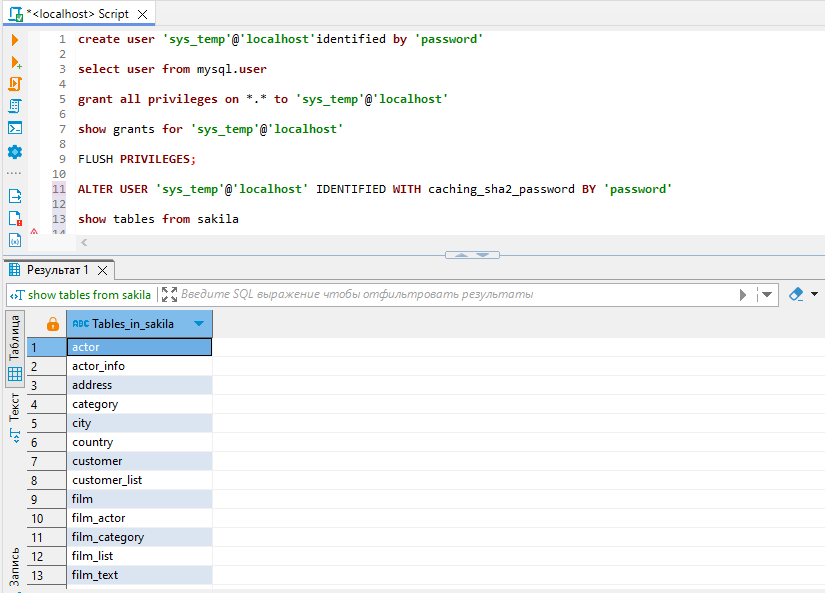 *<localhost> Script
1 create user 'sys_temp'@'localhost'identified by 'password'
2
3 select user from mysql.user
4
5 grant all privileges on *.* to 'sys_temp'@'localhost'
6
7 show grants for 'sys_temp'@'localhost'
8
9 FLUSH PRIVILEGES;
10
11 ALTER USER 'sys_temp'@'localhost' IDENTIFIED WITH caching_sha2_password BY 'password'
12
13 show tables from sakila
14
Результат 1
show tables from sakila Введите SQL выражение чтобы отфильтровать результаты
Таблица
Текст
Запись
ABC Tables_in_sakila
1 actor
2 actor_info
3 address
4 category
5 city
6 country
7 customer
8 customer_list
9 film
10 film_actor
11 film_category
12 film_list
13 film_text